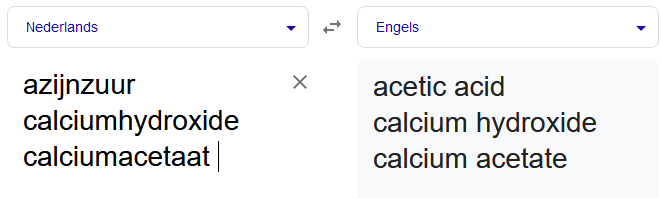 Nederlands
Engels
azijnzuur
calciumhydroxide
calciumacetaat
acetic acid
calcium hydroxide
calcium acetate